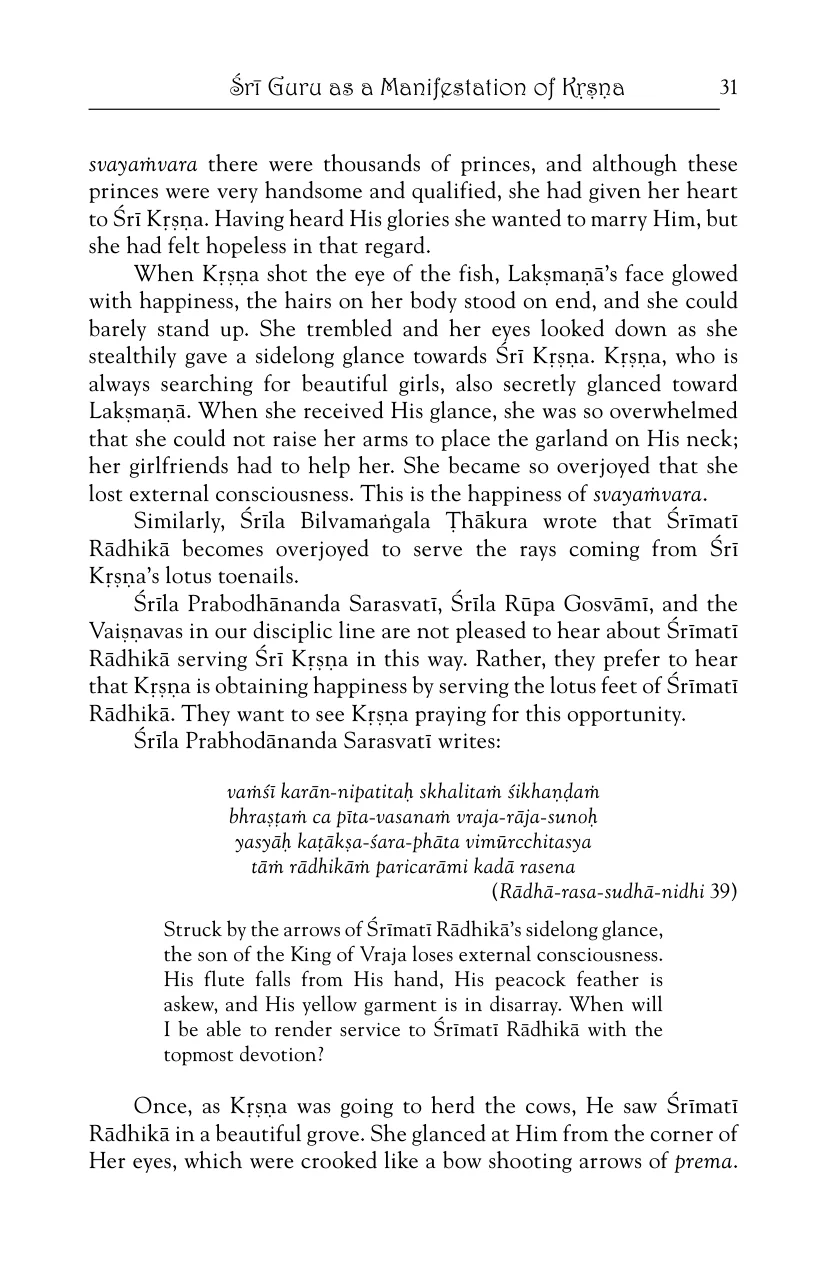 Śrī Guru as a Manifestation of Kṛṣṇa 31
svayaṁvara there were thousands of princes, and although these
princes were very handsome and qualified, she had given her heart
to Śrī Kṛṣṇa. Having heard His glories she wanted to marry Him, but
she had felt hopeless in that regard.
When Kṛṣṇa shot the eye of the fish, Lakṣmaṇā’s face glowed
with happiness, the hairs on her body stood on end, and she could
barely stand up. She trembled and her eyes looked down as she
stealthily gave a sidelong glance towards Śrī Kṛṣṇa. Kṛṣṇa, who is
always searching for beautiful girls, also secretly glanced toward
Lakṣmaṇā. When she received His glance, she was so overwhelmed
that she could not raise her arms to place the garland on His neck;
her girlfriends had to help her. She became so overjoyed that she
lost external consciousness. This is the happiness of svayaṁvara.
Similarly, Śrīla Bilvamaṅgala Ṭhākura wrote that Śrīmatī
Rādhikā becomes overjoyed to serve the rays coming from Śrī
Kṛṣṇa’s lotus toenails.
Śrīla Prabodhānanda Sarasvatī, Śrīla Rūpa Gosvāmī, and the
Vaiṣṇavas in our disciplic line are not pleased to hear about Śrīmatī
Rādhikā serving Śrī Kṛṣṇa in this way. Rather, they prefer to hear
that Kṛṣṇa is obtaining happiness by serving the lotus feet of Śrīmatī
Rādhikā. They want to see Kṛṣṇa praying for this opportunity.
Śrīla Prabhodānanda Sarasvatī writes:
vaṁśī karān-nipatitaḥ skhalitaṁ śikhaṇḍaṁ
bhraṣṭaṁ ca pīta-vasanaṁ vraja-rāja-sunoḥ
yasyāḥ kaṭākṣa-śara-phāta vimūrcchitasya
tāṁ rādhikāṁ paricarāmi kadā rasena
(Rādhā-rasa-sudhā-nidhi 39)
Struck by the arrows of Śrīmatī Rādhikā’s sidelong glance,
the son of the King of Vraja loses external consciousness.
His flute falls from His hand, His peacock feather is
askew, and His yellow garment is in disarray. When will
I be able to render service to Śrīmatī Rādhikā with the
topmost devotion?
Once, as Kṛṣṇa was going to herd the cows, He saw Śrīmatī
Rādhikā in a beautiful grove. She glanced at Him from the corner of
Her eyes, which were crooked like a bow shooting arrows of prema.